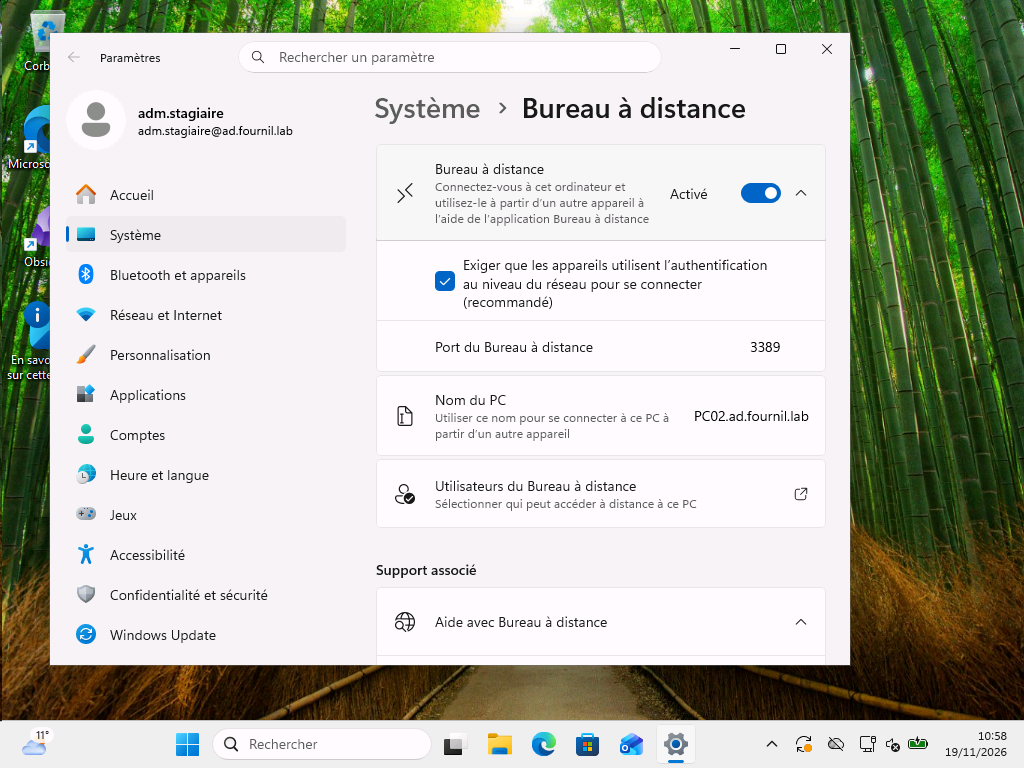 Paramètres
Rechercher un paramètre
adm.stagiaire
adm.stagiaire@ad.fournil.lab
Accueil
Système
Bluetooth et appareils
Réseau et Internet
Personnalisation
Applications
Comptes
Heure et langue
Jeux
Accessibilité
Confidentialité et sécurité
Windows Update
Système > Bureau à distance
Bureau à distance
Connectez-vous à cet ordinateur et
utilisez-le à partir d’un autre appareil à
l’aide de l’application Bureau à distance
Activé
Exiger que les appareils utilisent l’authentification
au niveau du réseau pour se connecter
(recommandé)
Port du Bureau à distance
3389
Nom du PC
Utiliser ce nom pour se connecter à ce PC à
partir d’un autre appareil
PC02.ad.fournil.lab
Utilisateurs du Bureau à distance
Sélectionner qui peut accéder à distance à ce PC
Support associé
Aide avec Bureau à distance
Corb
Microso
Obsi
En savo
sur cette
11°
Rechercher
10:58
19/11/2026